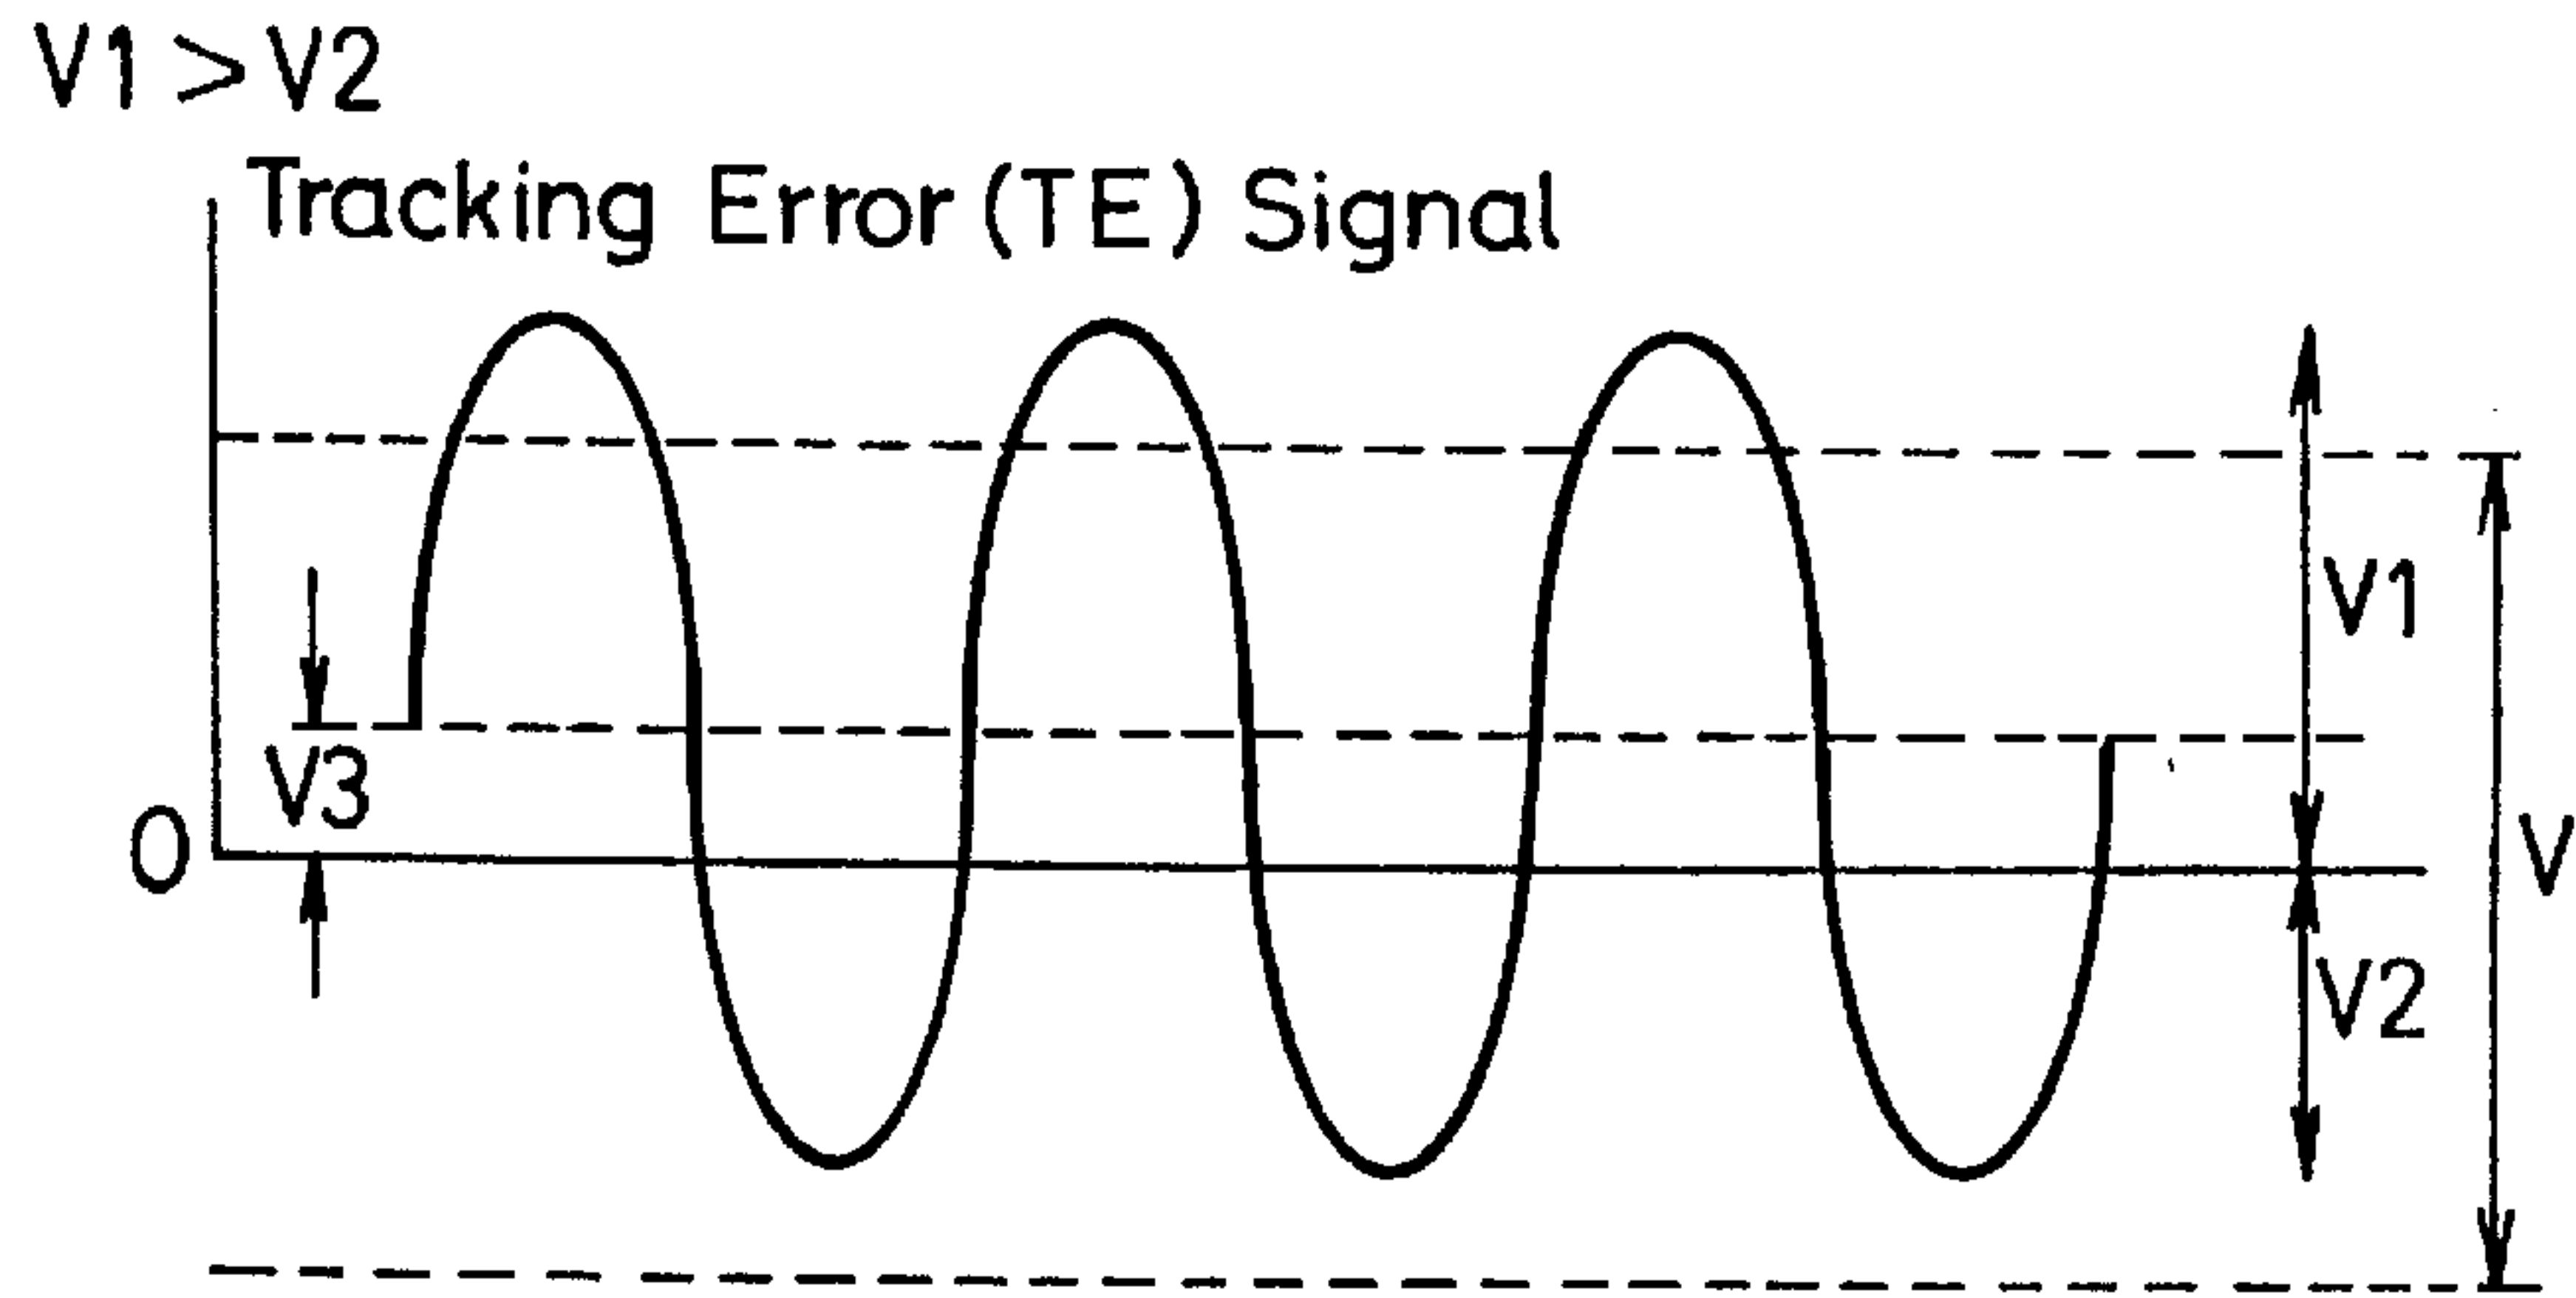 V1 > V2
Tracking Error (TE) Signal
V1
V3
0
V
V2